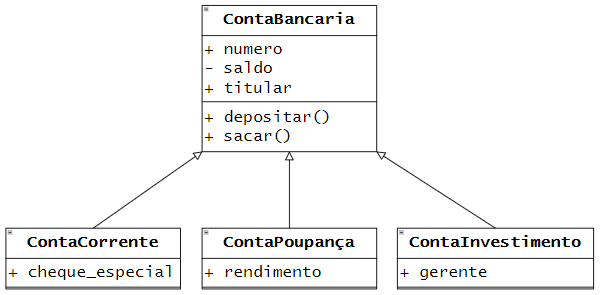 ContaBancaria
+ numero
- saldo
+ titular
+ depositar()
+ sacar()
ContaCorrente
+ cheque_especial
ContaPoupança
+ rendimento
ContaInvestimento
+ gerente